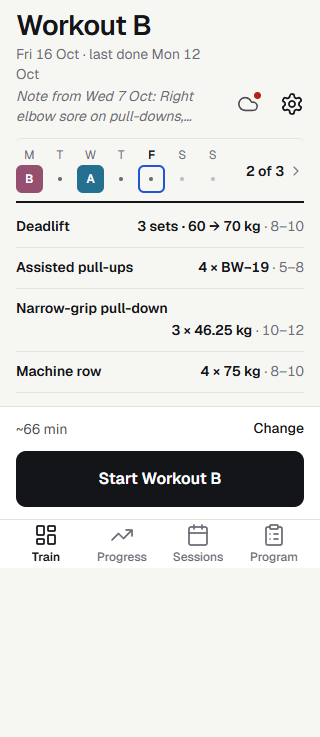 Workout B
Fri 16 Oct · last done Mon 12
Oct
Note from Wed 7 Oct: Right
elbow sore on pull-downs,...
M T W T F S S
B A
2 of 3
Deadlift 3 sets · 60 → 70 kg · 8–10
Assisted pull-ups 4 × BW−19 · 5–8
Narrow-grip pull-down
3 × 46.25 kg · 10–12
Machine row 4 × 75 kg · 8–10
~66 min Change
Start Workout B
Train Progress Sessions Program